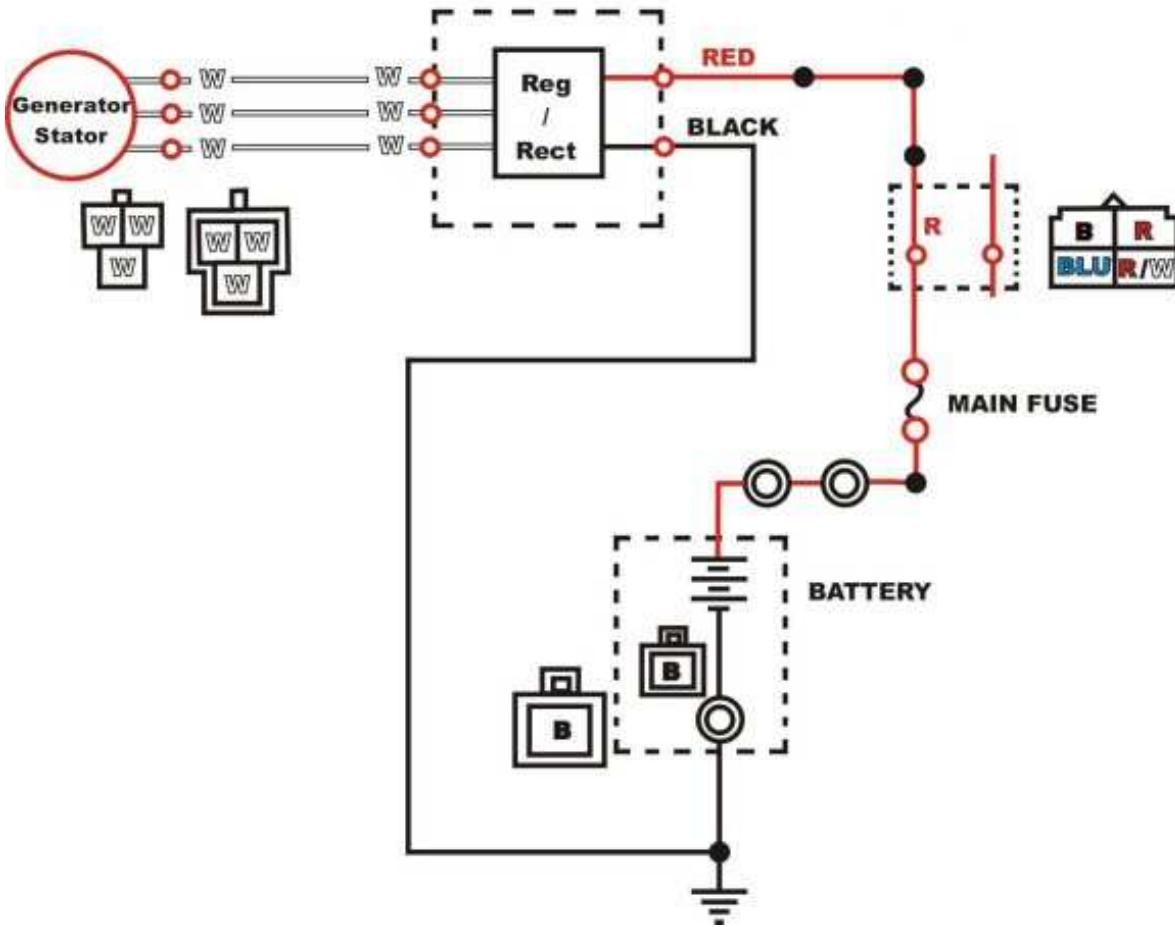 Generator
Stator
W
W
W
W
W
W
Reg
/
Rect
RED
BLACK
R
W W
W
W W
W
B R
BLU R/W
MAIN FUSE
BATTERY
B
B